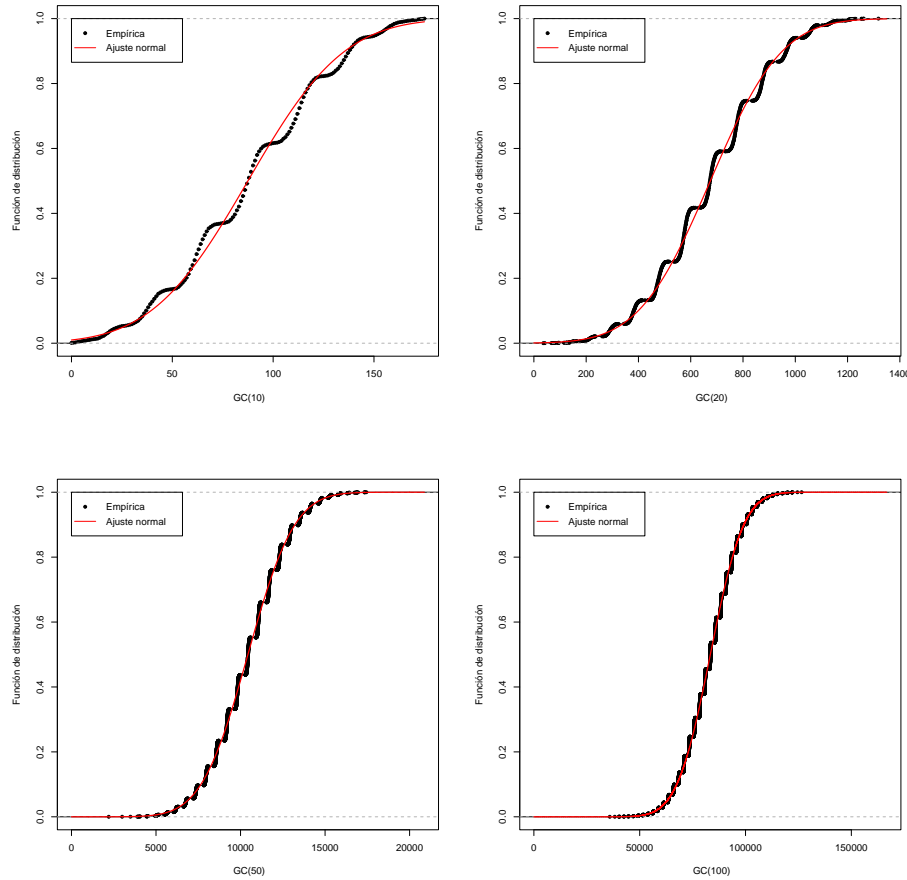 Empírica
Ajuste normal
Función de distribución
0.0 0.2 0.4 0.6 0.8 1.0
0 50 100 150
GC(10)
Empírica
Ajuste normal
Función de distribución
0.0 0.2 0.4 0.6 0.8 1.0
0 200 400 600 800 1000 1200 1400
GC(20)
Empírica
Ajuste normal
Función de distribución
0.0 0.2 0.4 0.6 0.8 1.0
0 5000 10000 15000 20000
GC(50)
Empírica
Ajuste normal
Función de distribución
0.0 0.2 0.4 0.6 0.8 1.0
0 50000 100000 150000
GC(100)